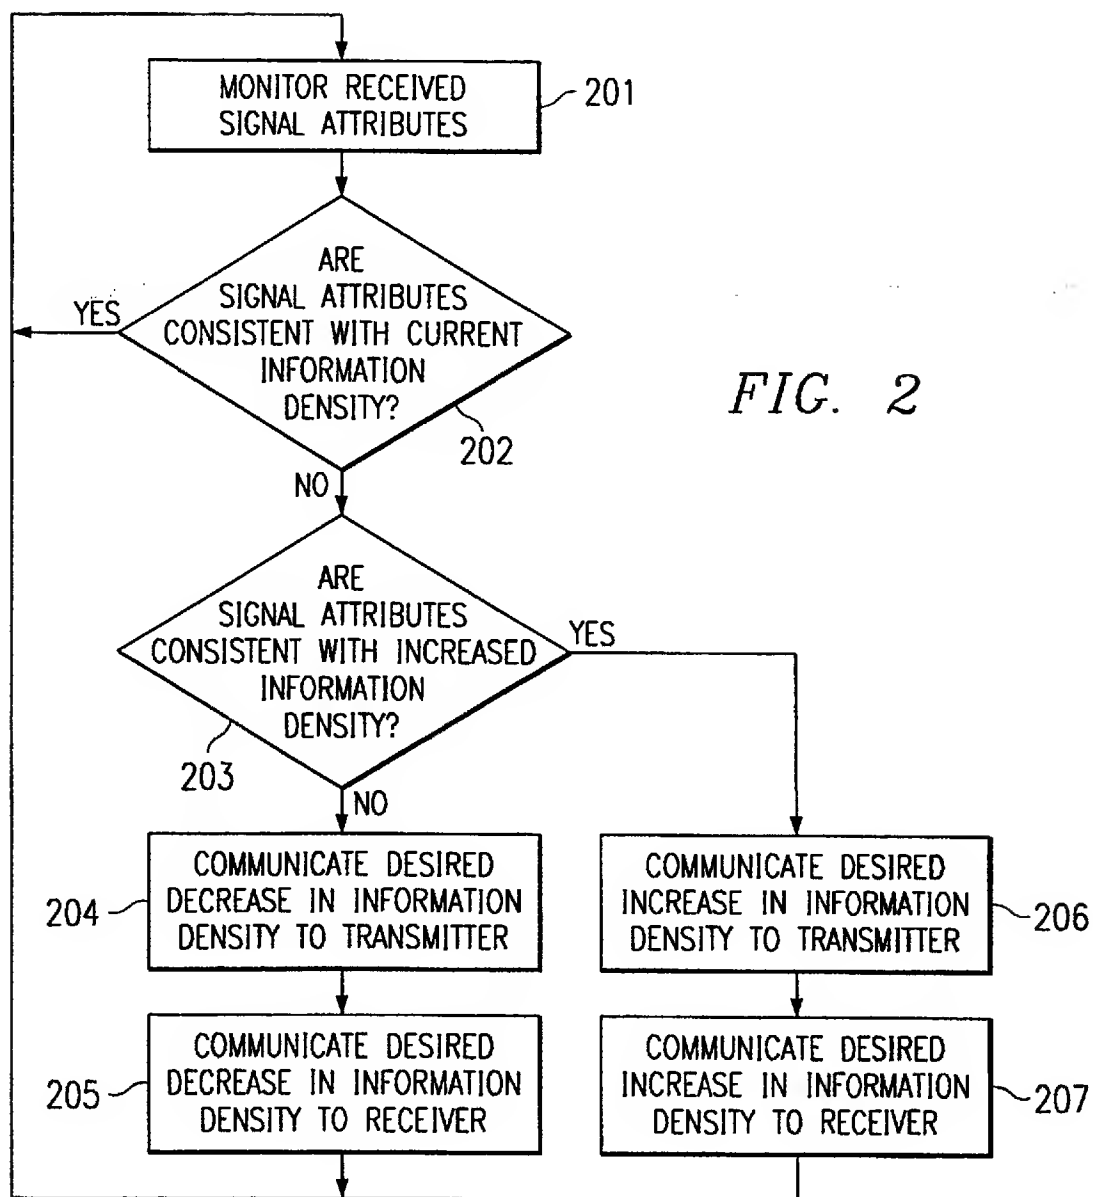 MONITOR RECEIVED
SIGNAL ATTRIBUTES
201
ARE
SIGNAL ATTRIBUTES
CONSISTENT WITH CURRENT
INFORMATION
DENSITY?
YES
202
NO
FIG. 2
ARE
SIGNAL ATTRIBUTES
CONSISTENT WITH INCREASED
INFORMATION
DENSITY?
YES
203
NO
COMMUNICATE DESIRED
DECREASE IN INFORMATION
DENSITY TO TRANSMITTER
204
COMMUNICATE DESIRED
INCREASE IN INFORMATION
DENSITY TO TRANSMITTER
206
COMMUNICATE DESIRED
DECREASE IN INFORMATION
DENSITY TO RECEIVER
205
COMMUNICATE DESIRED
INCREASE IN INFORMATION
DENSITY TO RECEIVER
207